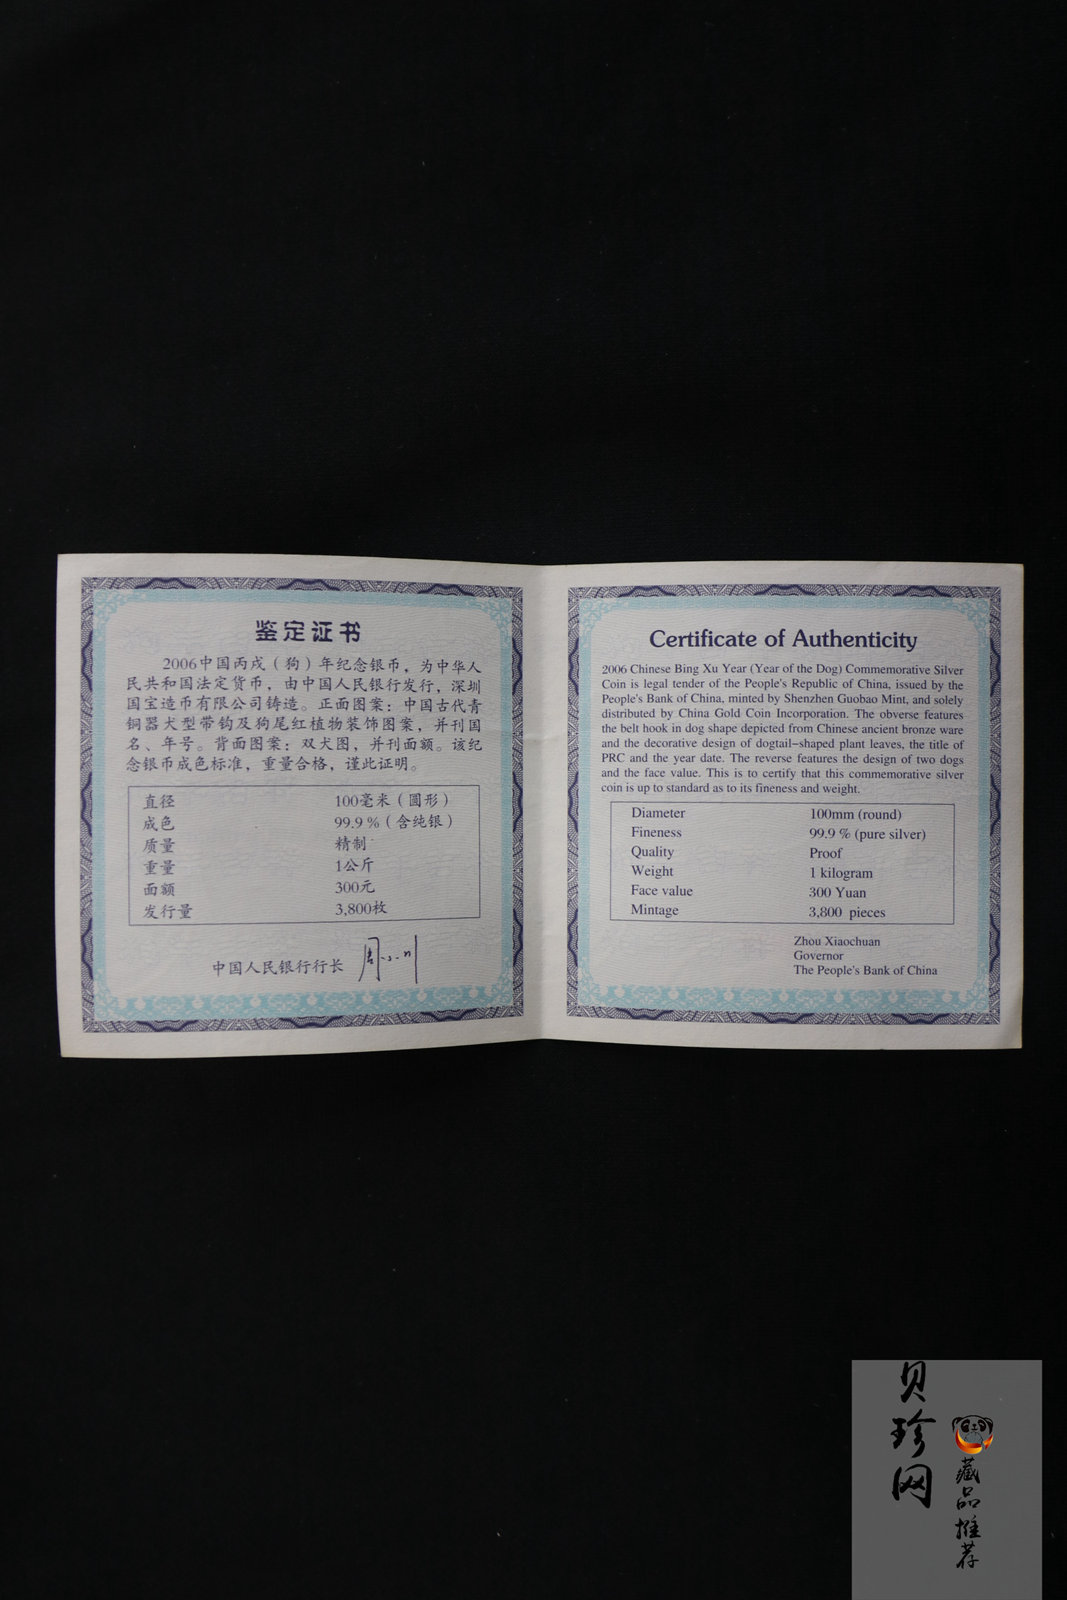 鉴定证书
2006中国丙戌（狗）年纪念银币，为中华人
民共和国法定货币，由中国人民银行发行，深圳
国宝造币有限公司铸造。正面图案：中国古代青
铜器犬型带钩及狗尾红植物装饰图案，并刊国
名、年号。背面图案：双犬图，并刊面额。该纪
念银币成色标准，重量合格，谨此证明。
直径 100毫米（圆形）
成色 99.9％（含纯银）
质量 精制
重量 1公斤
面额 300元
发行量 3,800枚
中国人民银行行长 周小川
Certificate of Authenticity
2006 Chinese Bing Xu Year (Year of the Dog) Commemorative Silver
Coin is legal tender of the People's Republic of China, issued by the
People's Bank of China, minted by Shenzhen Guobao Mint, and solely
distributed by China Gold Coin Incorporation. The obverse features
the belt hook in dog shape depicted from Chinese ancient bronze ware
and the decorative design of dogtail-shaped plant leaves, the title of
PRC and the year date. The reverse features the design of two dogs
and the face value. This is to certify that this commemorative silver
coin is up to standard as to its fineness and weight.
Diameter 100mm (round)
Fineness 99.9 % (pure silver)
Quality Proof
Weight 1 kilogram
Face value 300 Yuan
Mintage 3,800 pieces
Zhou Xiaochuan
Governor
The People's Bank of China
贝珍网
藏品推荐